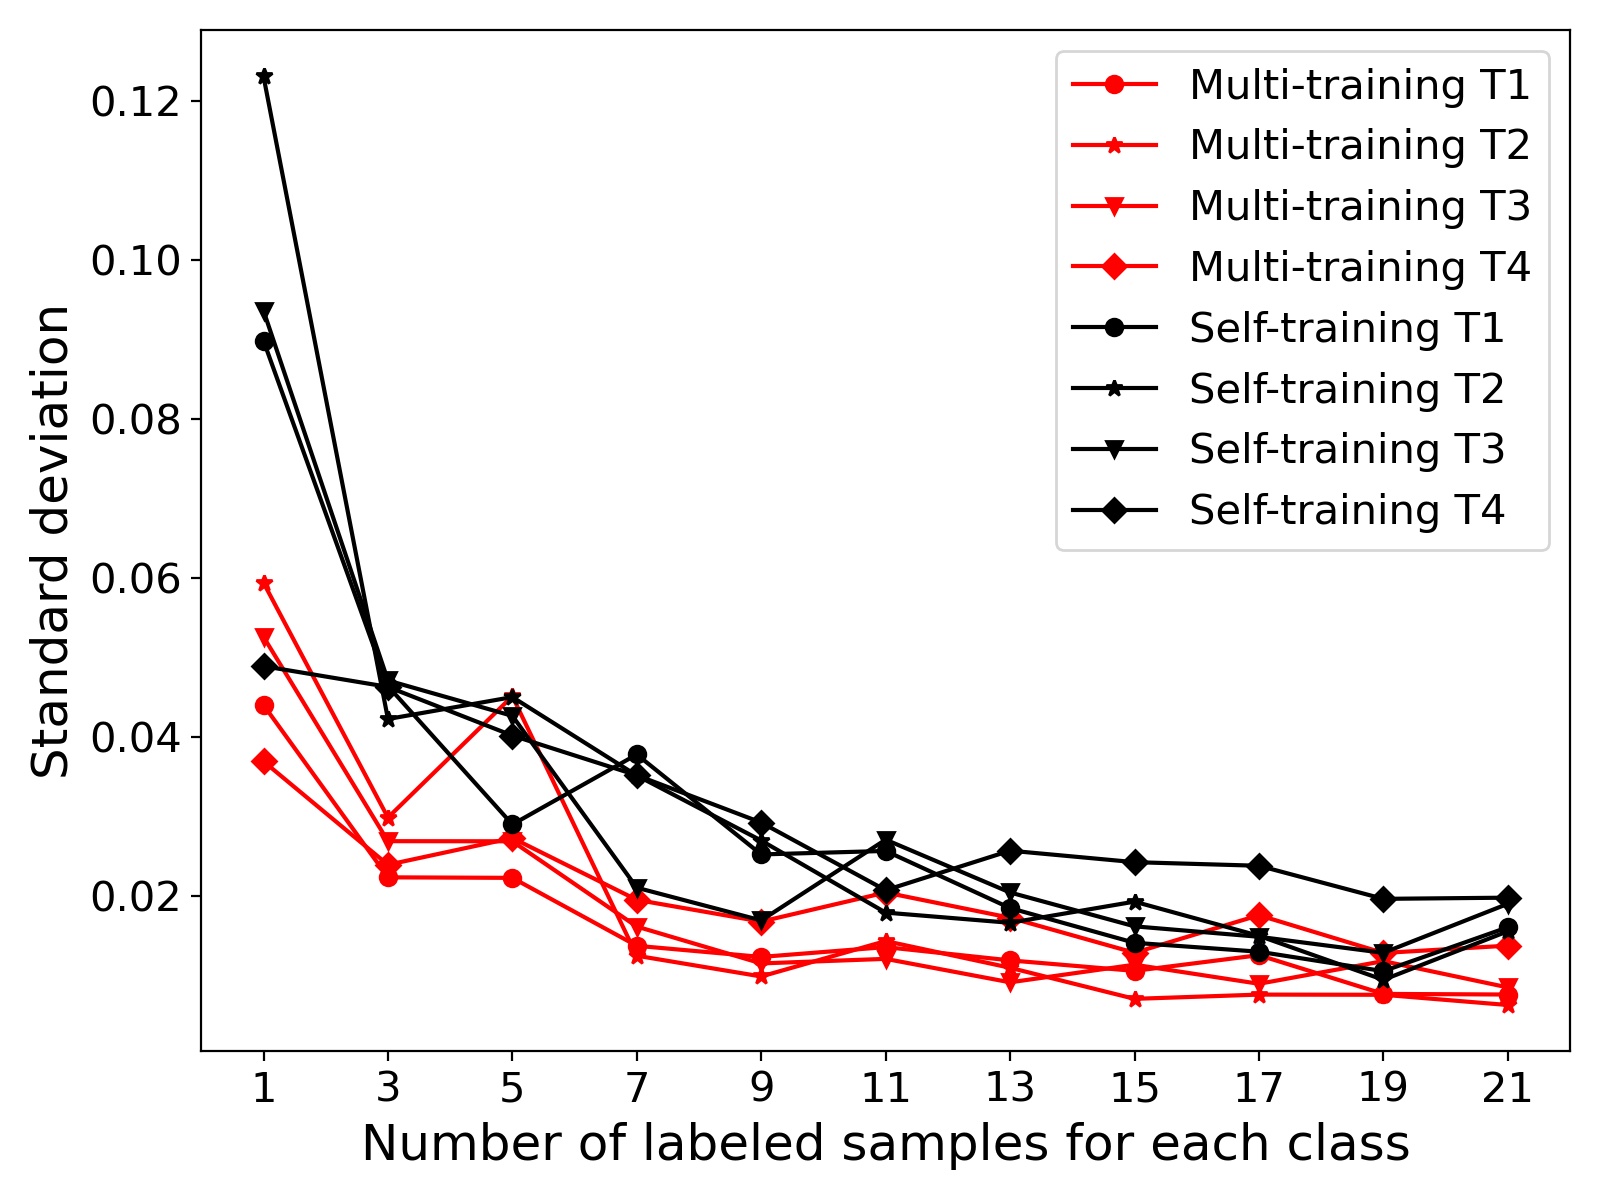 Standard deviation
0.12
0.10
0.08
0.06
0.04
0.02
Multi-training T1
Multi-training T2
Multi-training T3
Multi-training T4
Self-training T1
Self-training T2
Self-training T3
Self-training T4
1 3 5 7 9 11 13 15 17 19 21
Number of labeled samples for each class